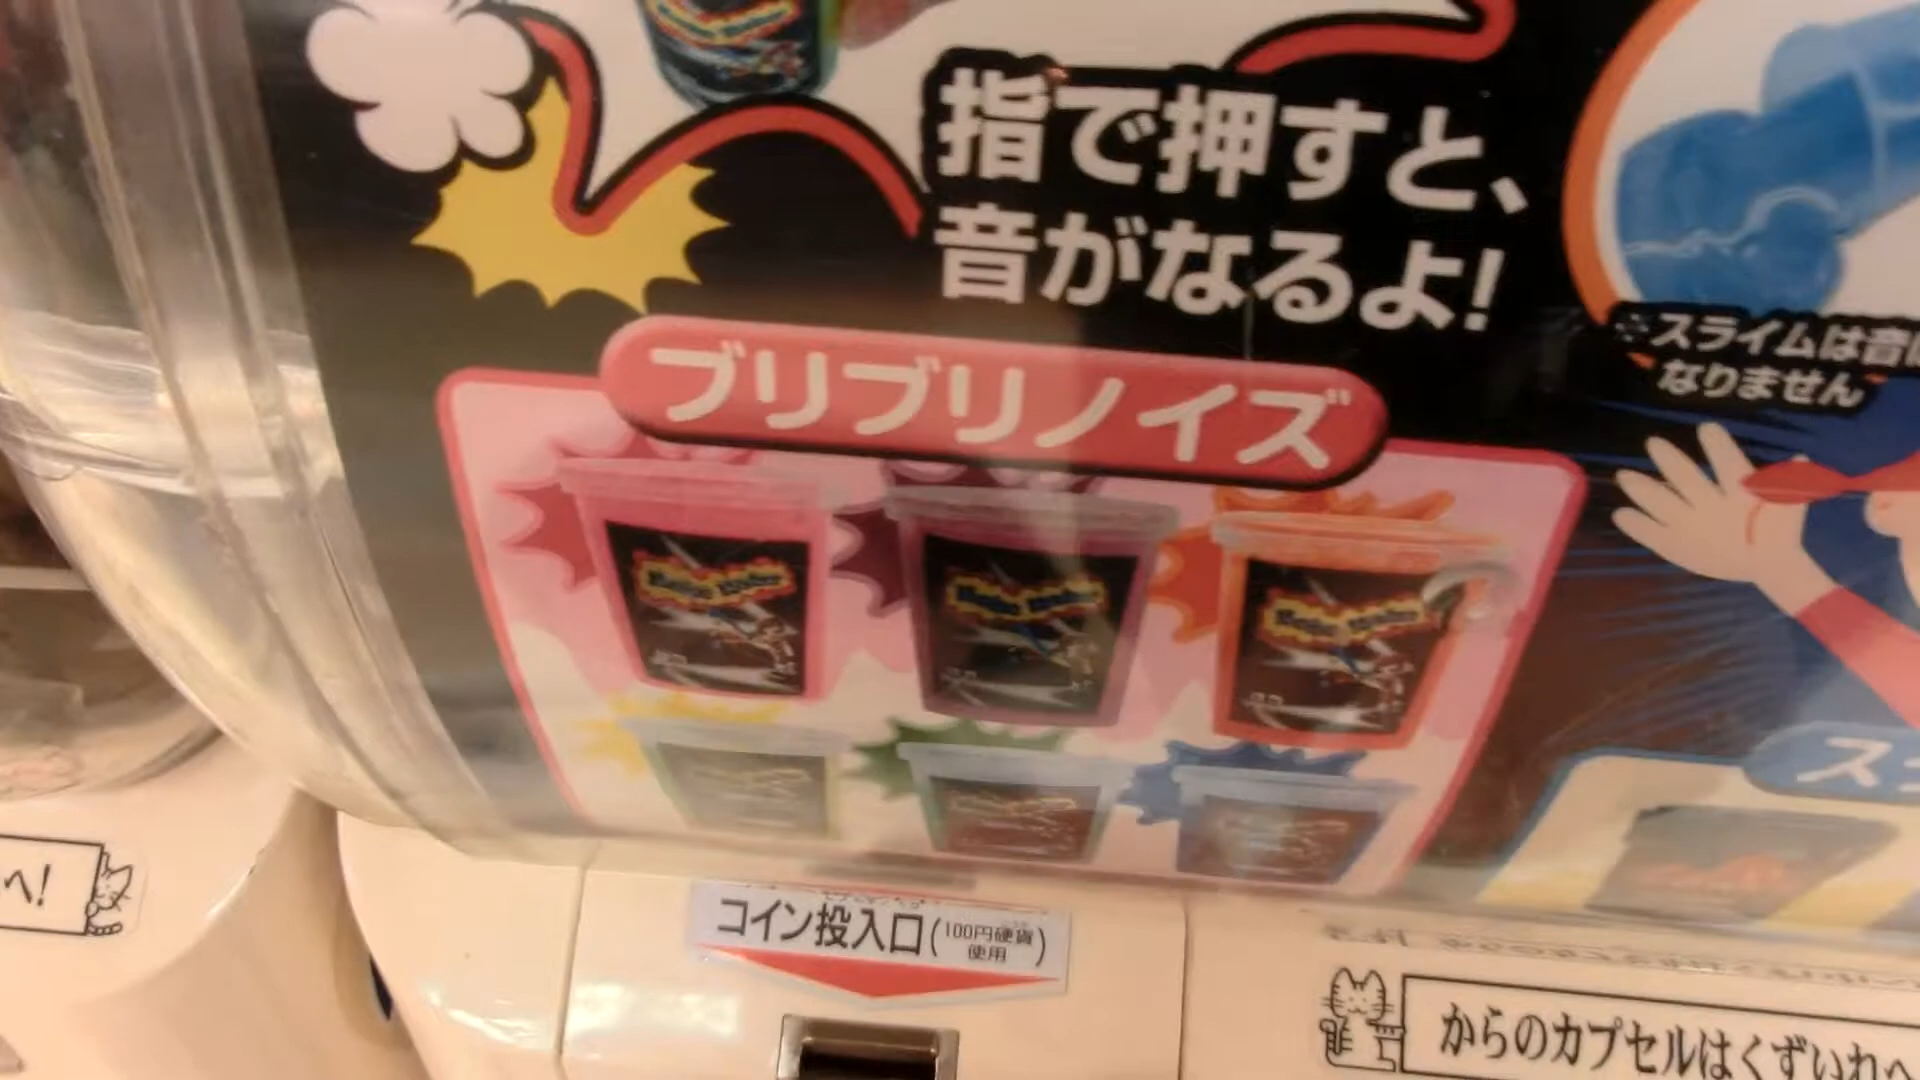 指で押すと、
音がなるよ!
※スライムは音
なりません
ブリブリノイズ
コイン投入口(100円硬貨
使用)
へ!
からのカプセルはくずいれへ